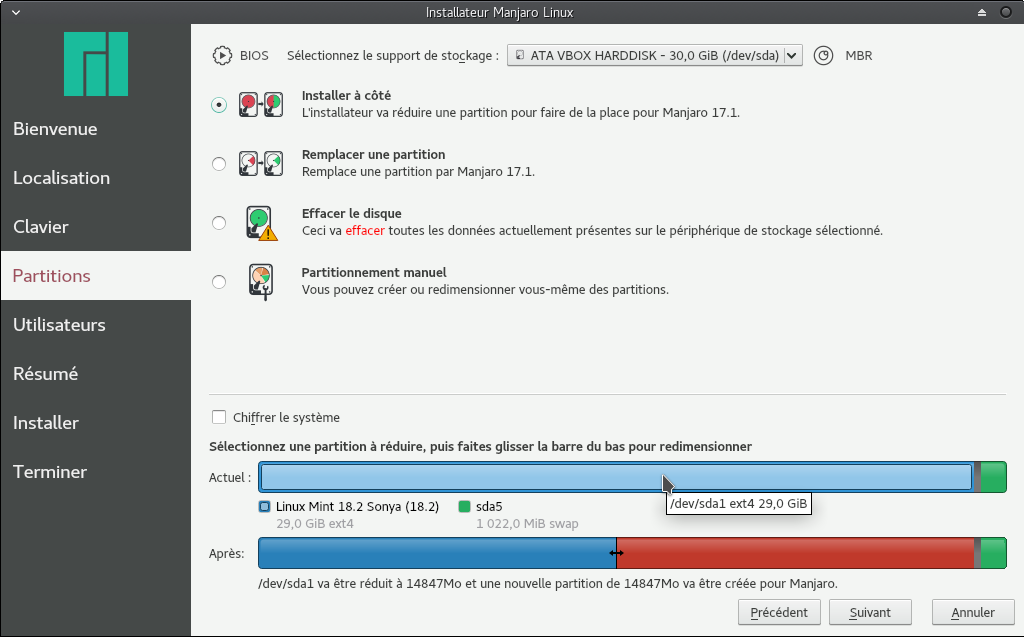 Installateur Manjaro Linux
BIOS Sélectionnez le support de stockage : ATA VBOX HARDDISK - 30,0 GiB (/dev/sda) MBR
Bienvenue
Localisation
Clavier
Partitions
Utilisateurs
Résumé
Installer
Terminer
Installer à côté
L'installateur va réduire une partition pour faire de la place pour Manjaro 17.1.
Remplacer une partition
Remplace une partition par Manjaro 17.1.
Effacer le disque
Ceci va effacer toutes les données actuellement présentes sur le périphérique de stockage sélectionné.
Partitionnement manuel
Vous pouvez créer ou redimensionner vous-même des partitions.
Chiffrer le système
Sélectionnez une partition à réduire, puis faites glisser la barre du bas pour redimensionner
Actuel :
/dev/sda1 ext4 29,0 GiB
Linux Mint 18.2 Sonya (18.2) sda5
29,0 GiB ext4 1 022,0 MiB swap
Après:
/dev/sda1 va être réduit à 14847Mo et une nouvelle partition de 14847Mo va être créée pour Manjaro.
Précédent Suivant Annuler